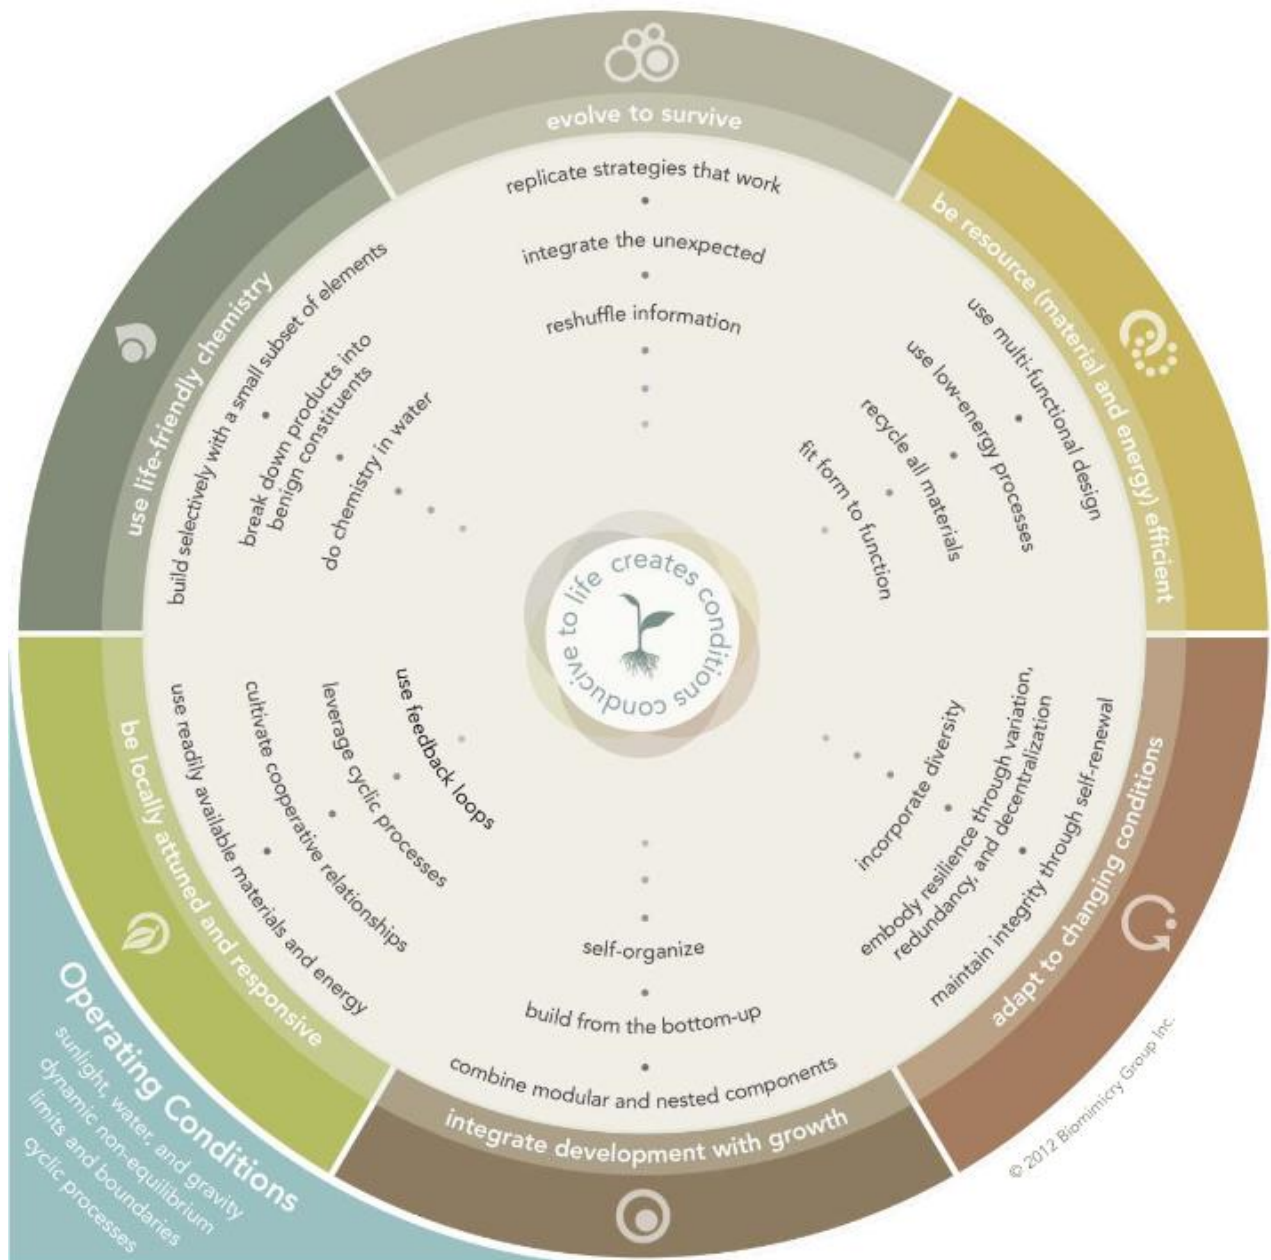 evolve to survive
replicate strategies that work
integrate the unexpected
reshuffle information
be resource (material and energy) efficient
use multi-functional design
use low-energy processes
recycle all materials
fit form to function
adapt to changing conditions
maintain integrity through self-renewal
embody resilience through variation,
redundancy, and decentralization
incorporate diversity
integrate development with growth
combine modular and nested components
build from the bottom-up
self-organize
be locally attuned and responsive
use readily available materials and energy
cultivate cooperative relationships
leverage cyclic processes
use feedback loops
use life-friendly chemistry
build selectively with a small subset of elements
break down products into
benign constituents
do chemistry in water
life creates conditions conducive to
Operating Conditions
sunlight, water, and gravity
dynamic non-equilibrium
limits and boundaries
cyclic processes
© 2012 Biomimicry Group Inc.